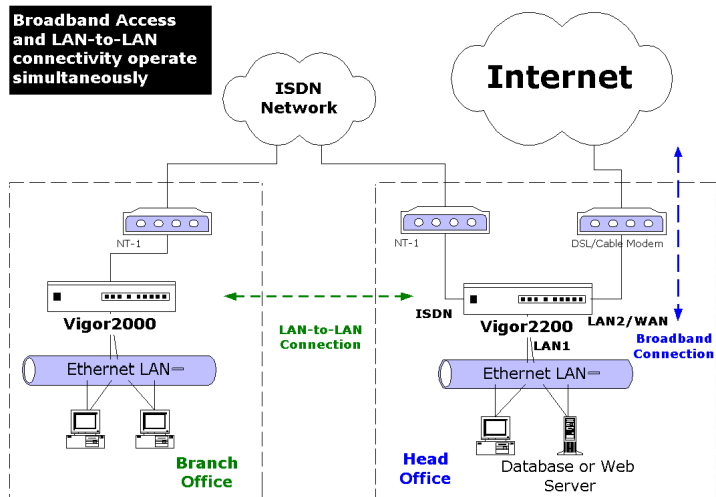 Broadband Access
and LAN-to-LAN
connectivity operate
simultaneously
ISDN
Network
Internet
NT-1
NT-1
DSL/Cable Modem
Vigor2000
LAN-to-LAN
Connection
ISDN
Vigor2200
LAN2/WAN
LAN1
Broadband
Connection
Ethernet LAN
Ethernet LAN
Branch
Office
Head
Office
Database or Web
Server